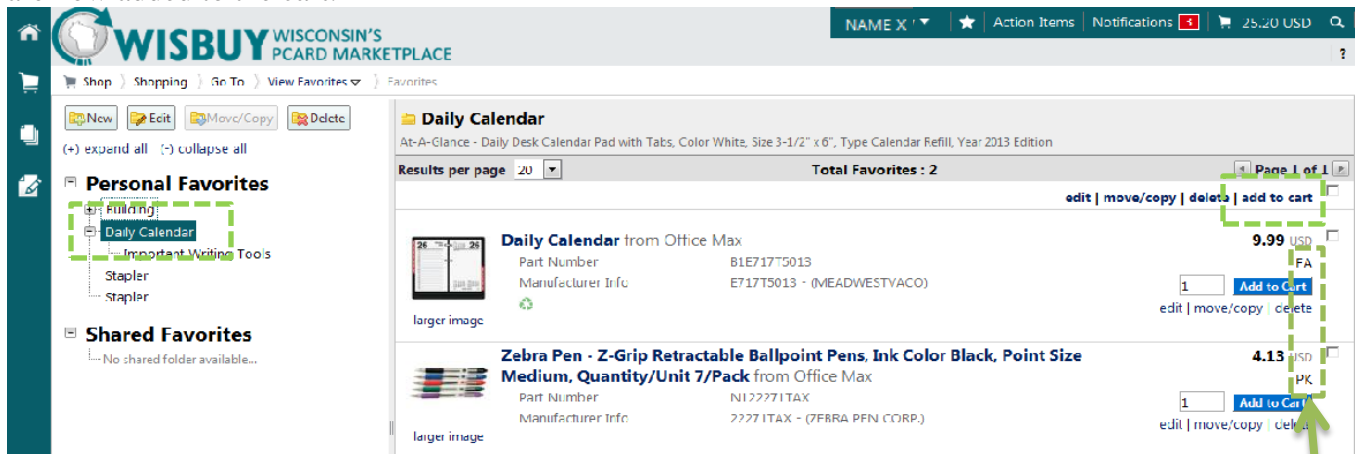 NAME X ▼ ★ Action Items Notifications 3 25.20 USD
WISBUY WISCONSIN'S
PCARD MARKETPLACE
?
Shop > Shopping > Go To > View Favorites > Favorites
New Edit Move/Copy Delete
(+) expand all (-) collapse all
Personal Favorites
Building
Daily Calendar
Important Writing Tools
Stapler
Stapler
Shared Favorites
No shared folder available...
Daily Calendar
At-A-Glance - Daily Desk Calendar Pad with Tabs, Color White, Size 3-1/2" x 6", Type Calendar Refill, Year 2013 Edition
Results per page 20 Total Favorites : 2 Page 1 of 1
edit | move/copy | delete | add to cart
26 26
Daily Calendar from Office Max 9.99 USD
Part Number B1E717T5013 EA
Manufacturer Info E717T5013 - (MEADWESTVACO) 1 Add to Cart
edit | move/copy | delete
larger image
Zebra Pen - Z-Grip Retractable Ballpoint Pens, Ink Color Black, Point Size 4.13 USD
Medium, Quantity/Unit 7/Pack from Office Max PK
Part Number N122271TAX 1 Add to Cart
Manufacturer Info 22271TAX - (ZEBRA PEN CORP.) edit | move/copy | delete
larger image